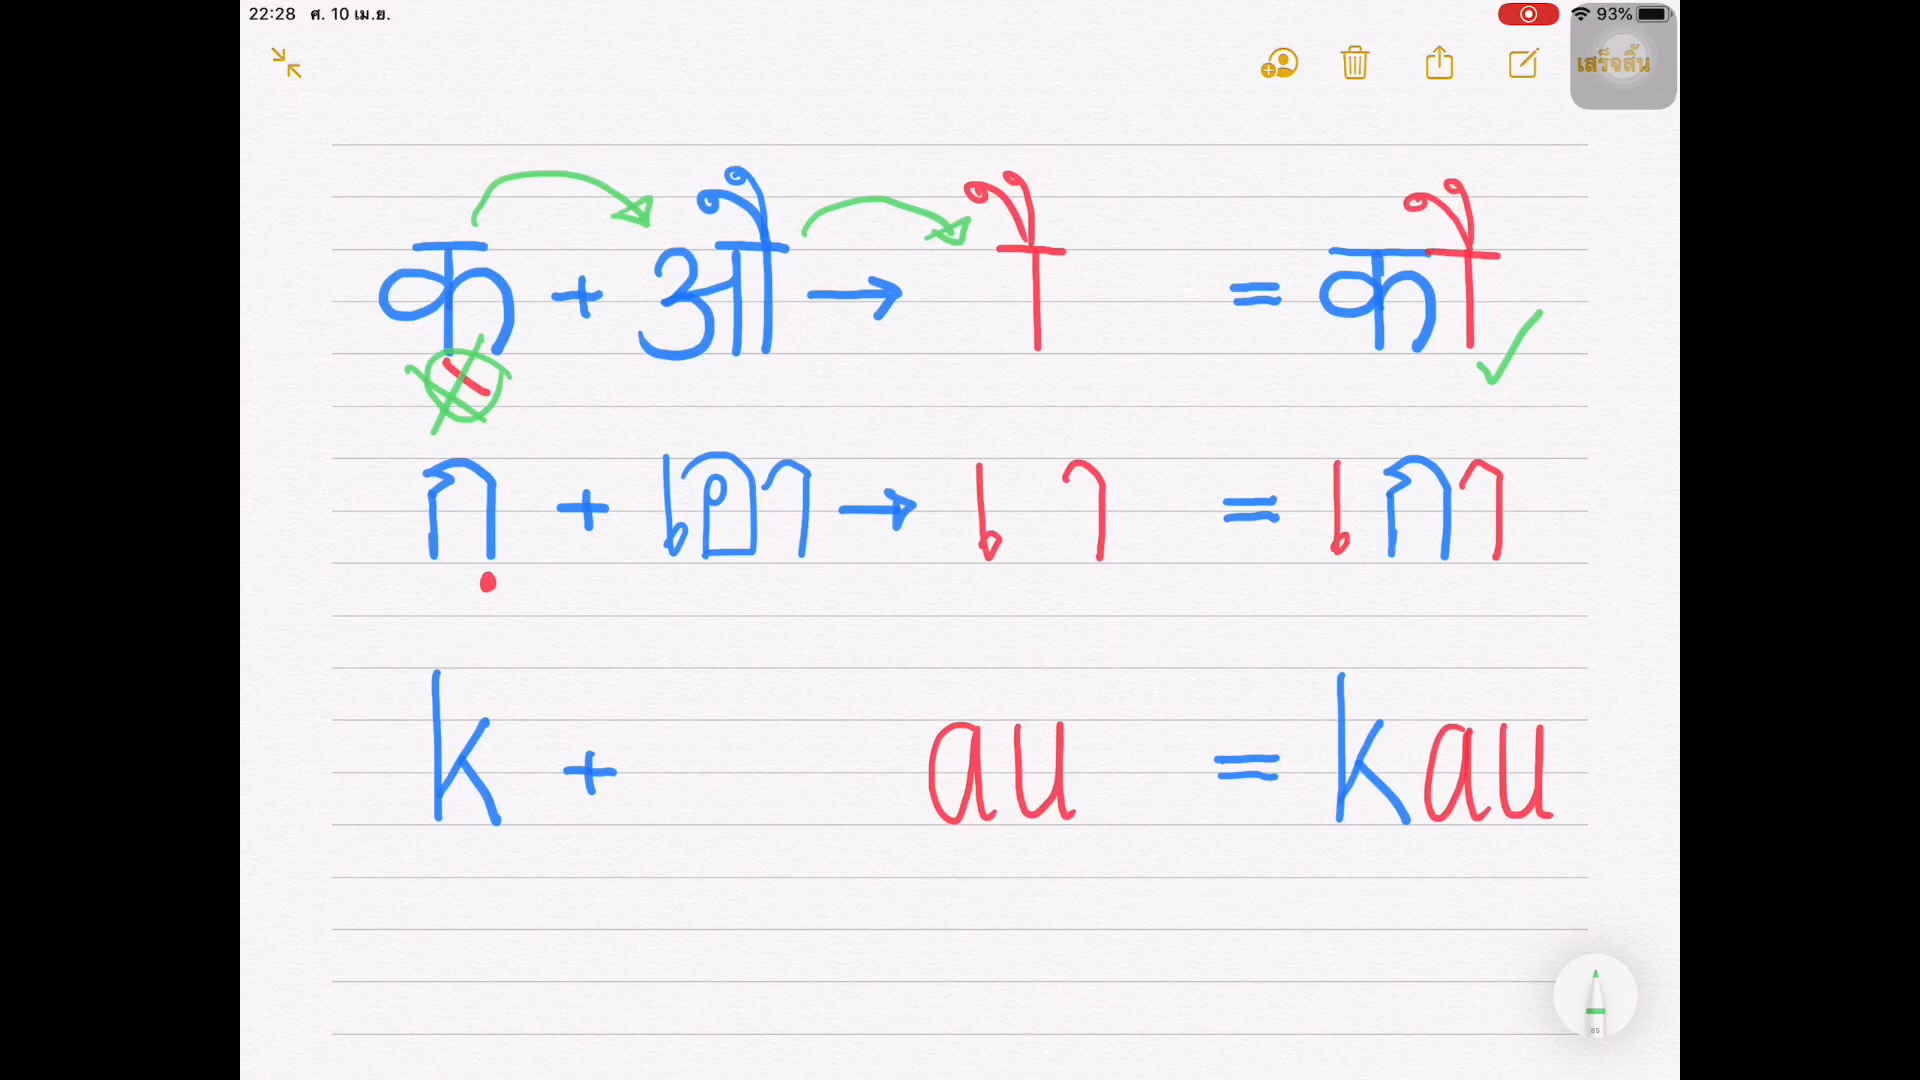 22:28 ศ. 10 เม.ย. 93%
เสร็จสิ้น
क् + औ → ौ = कौ
กฺ + เอา → เ า = เกา
k + au = kau
85